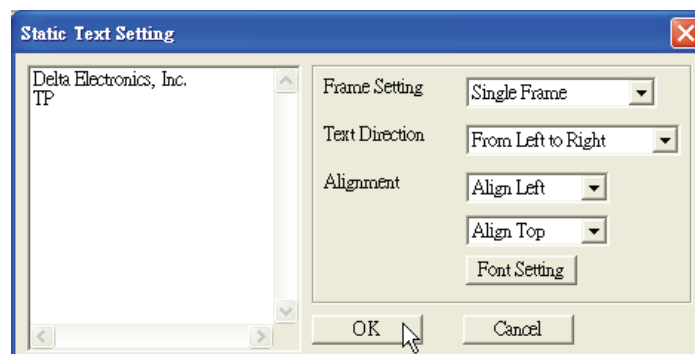 Static Text Setting
Delta Electronics, Inc.
TP
Frame Setting
Single Frame
Text Direction
From Left to Right
Alignment
Align Left
Align Top
Font Setting
OK
Cancel